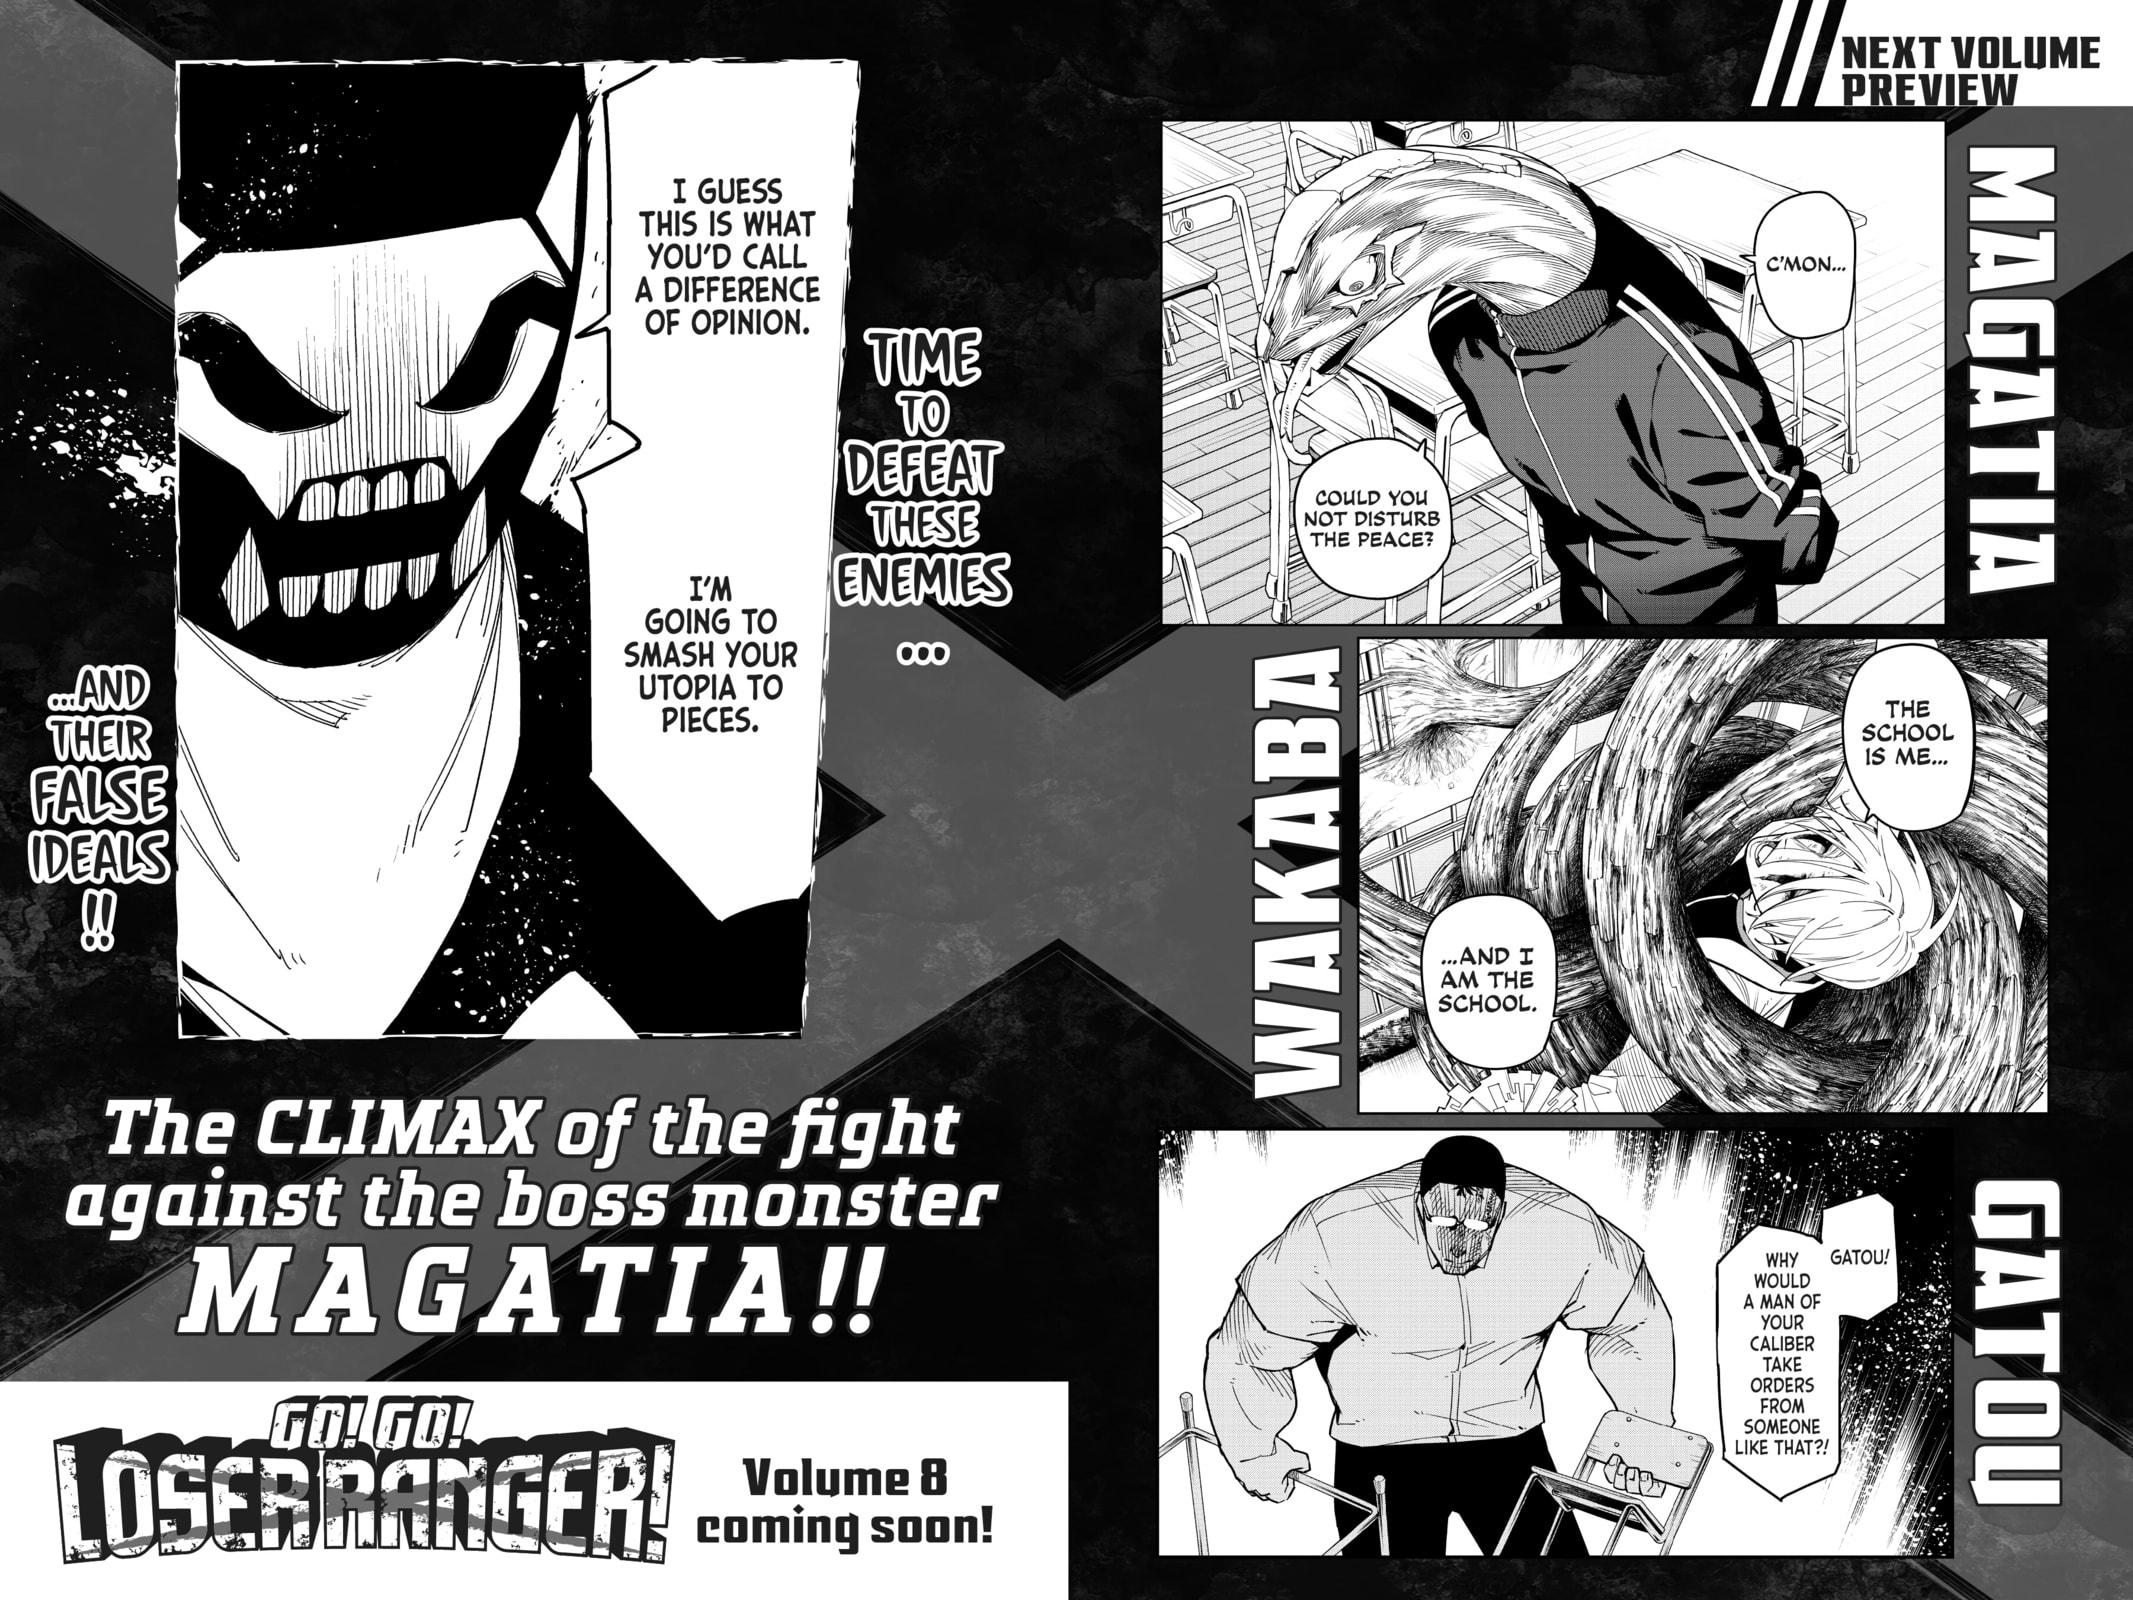 NEXT VOLUME
PREVIEW
MAGATIA
C'MON...
COULD YOU
NOT DISTURB
THE PEACE?
WAKABA
THE
SCHOOL
IS ME...
...AND I
AM THE
SCHOOL.
GATOU
GATOU!
WHY
WOULD
A MAN OF
YOUR
CALIBER
TAKE
ORDERS
FROM
SOMEONE
LIKE THAT?!
TIME
TO
DEFEAT
THESE
ENEMIES
...
I GUESS
THIS IS WHAT
YOU'D CALL
A DIFFERENCE
OF OPINION.
I'M
GOING TO
SMASH YOUR
UTOPIA TO
PIECES.
...AND
THEIR
FALSE
IDEALS
!!
The CLIMAX of the fight
against the boss monster
MAGATIA!!
GO! GO!
LOSER RANGER!
Volume 8
coming soon!